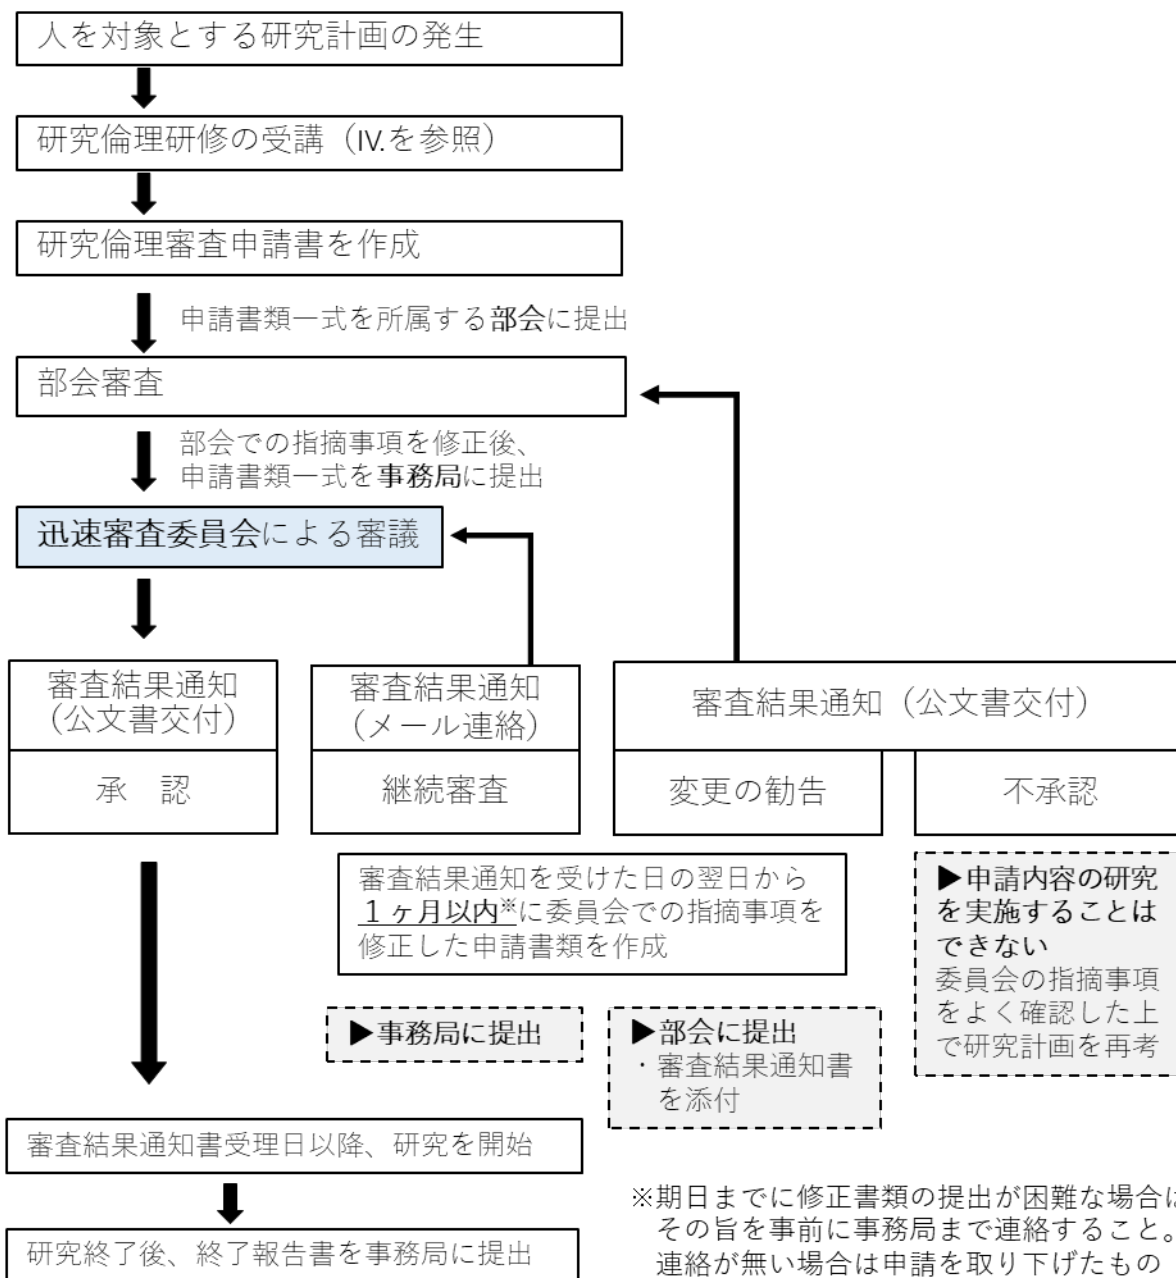 人を対象とする研究計画の発生
研究倫理研修の受講（Ⅳ.を参照）
研究倫理審査申請書を作成
申請書類一式を所属する部会に提出
部会審査
部会での指摘事項を修正後、
申請書類一式を事務局に提出
迅速審査委員会による審議
審査結果通知
（公文書交付）
承　認
審査結果通知
（メール連絡）
継続審査
審査結果通知（公文書交付）
変更の勧告
不承認
審査結果通知を受けた日の翌日から
１ヶ月以内※に委員会での指摘事項を
修正した申請書類を作成
▶事務局に提出
▶部会に提出
・審査結果通知書
を添付
▶申請内容の研究
を実施することは
できない
委員会の指摘事項
をよく確認した上
で研究計画を再考
審査結果通知書受理日以降、研究を開始
研究終了後、終了報告書を事務局に提出
※期日までに修正書類の提出が困難な場合は
その旨を事前に事務局まで連絡すること。
連絡が無い場合は申請を取り下げたもの